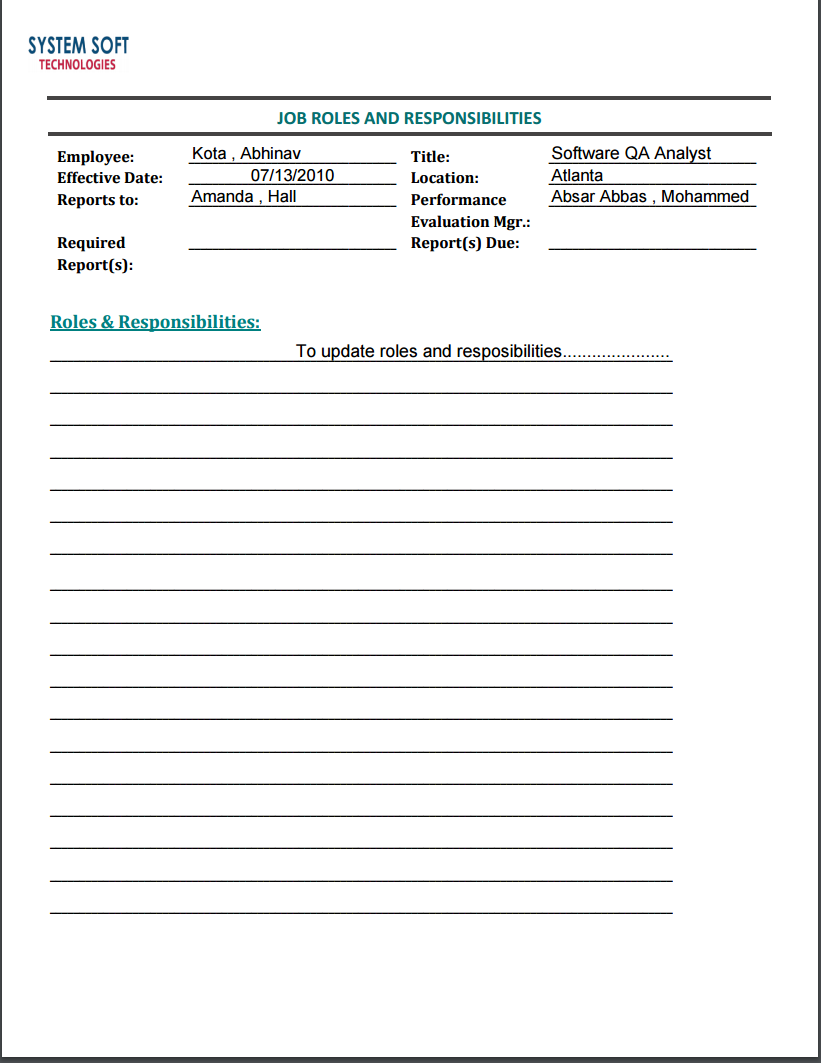 SYSTEM SOFT
TECHNOLOGIES
JOB ROLES AND RESPONSIBILITIES
Employee: Kota , Abhinav Title: Software QA Analyst
Effective Date: 07/13/2010 Location: Atlanta
Reports to: Amanda , Hall Performance Absar Abbas , Mohammed
Evaluation Mgr.:
Required Report(s) Due:
Report(s):
Roles & Responsibilities:
To update roles and resposibilities......................